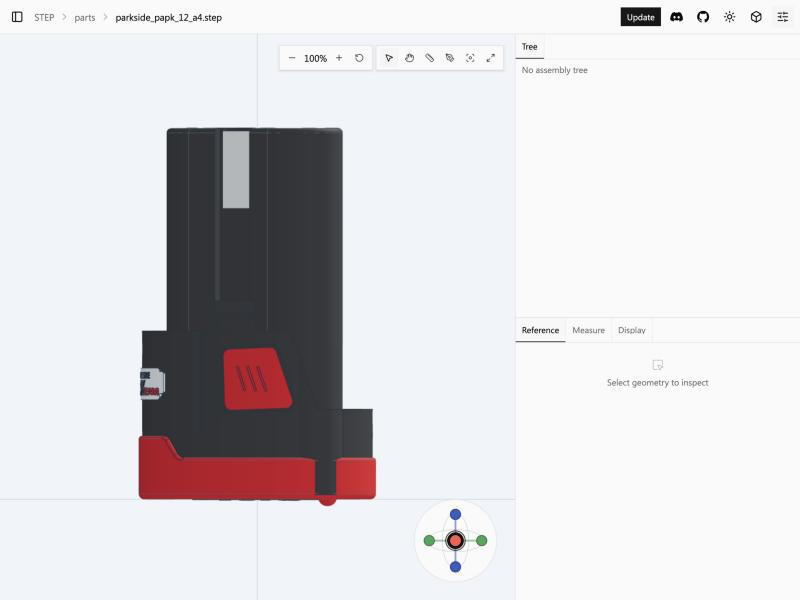 STEP > parts > parkside_papk_12_a4.step
Update
100%
Tree
No assembly tree
Reference Measure Display
Select geometry to inspect